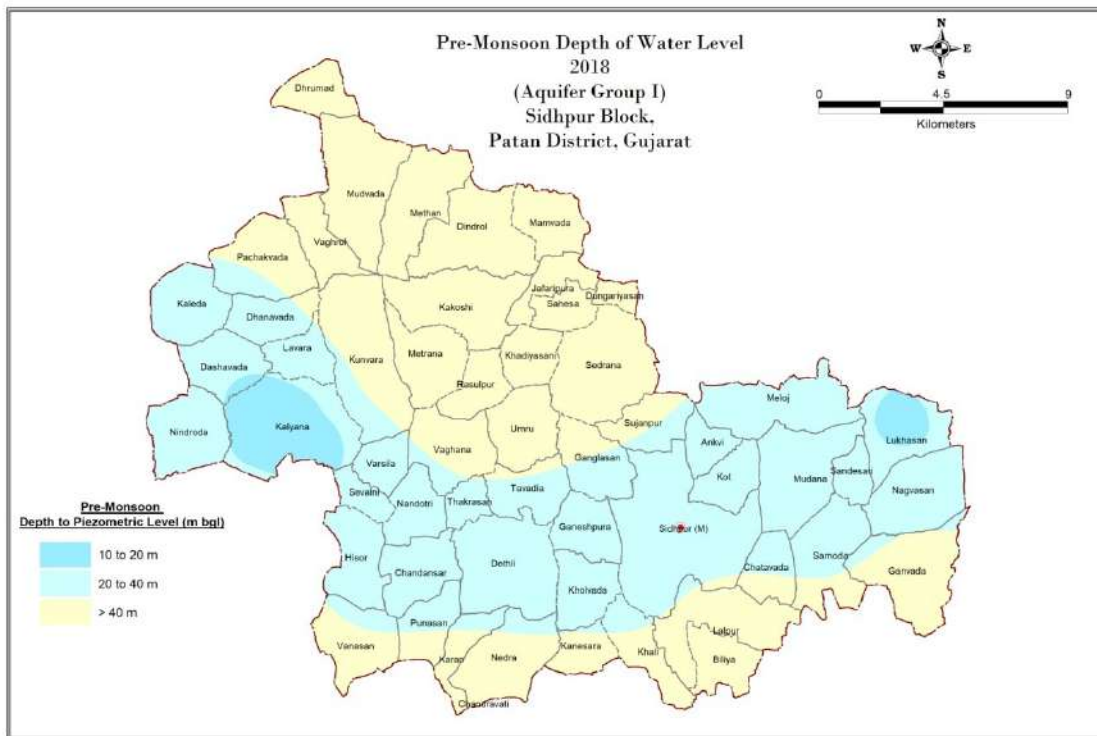 Pre-Monsoon Depth of Water Level
2018
(Aquifer Group I)
Sidhpur Block,
Patan District, Gujarat
N
W E
S
0 4.5 9
Kilometers
Dhrumad
Mudvada
Methan
Dindrol
Mamvada
Vaghrol
Pachakvada
Kaleda
Dhanavada
Lavara
Dashavada
Kunvara
Kakoshi
Jafaripura
Sahesa
Dungariyasan
Metrana
Khadiyasan
Sedrana
Rasulpur
Nindroda
Kalyana
Umru
Sujanpur
Meloj
Vaghana
Ganglasan
Ankvi
Lukhasan
Varsila
Kot
Mudana
Sandesari
Nagvasan
Sevalni
Nandotri
Thakrasan
Tavadia
Ganeshpura
Sidhpur (M)
Hisor
Chandansar
Dethli
Kholvada
Chatavada
Samoda
Ganvada
Punasan
Vanasan
Karan
Nedra
Kanesara
Khali
Lalpur
Biliya
Chandravati
Pre-Monsoon
Depth to Piezometric Level (m bgl)
10 to 20 m
20 to 40 m
> 40 m